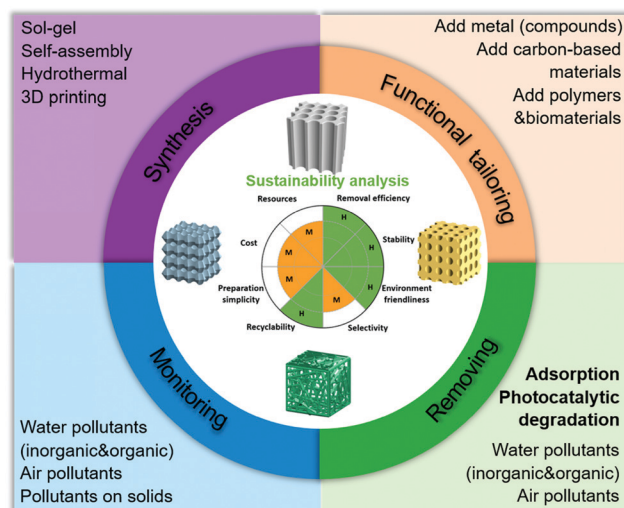 Sol-gel
Self-assembly
Hydrothermal
3D printing
Add metal (compounds)
Add carbon-based
materials
Add polymers
&biomaterials
Synthesis
Functional tailoring
Sustainability analysis
Resources
Removal efficiency
Cost
Stability
Preparation
simplicity
Environment
friendliness
Recyclability
Selectivity
M
H
M
H
M
H
H
M
Monitoring
Removing
Water pollutants
(inorganic&organic)
Air pollutants
Pollutants on solids
Adsorption
Photocatalytic
degradation
Water pollutants
(inorganic&organic)
Air pollutants